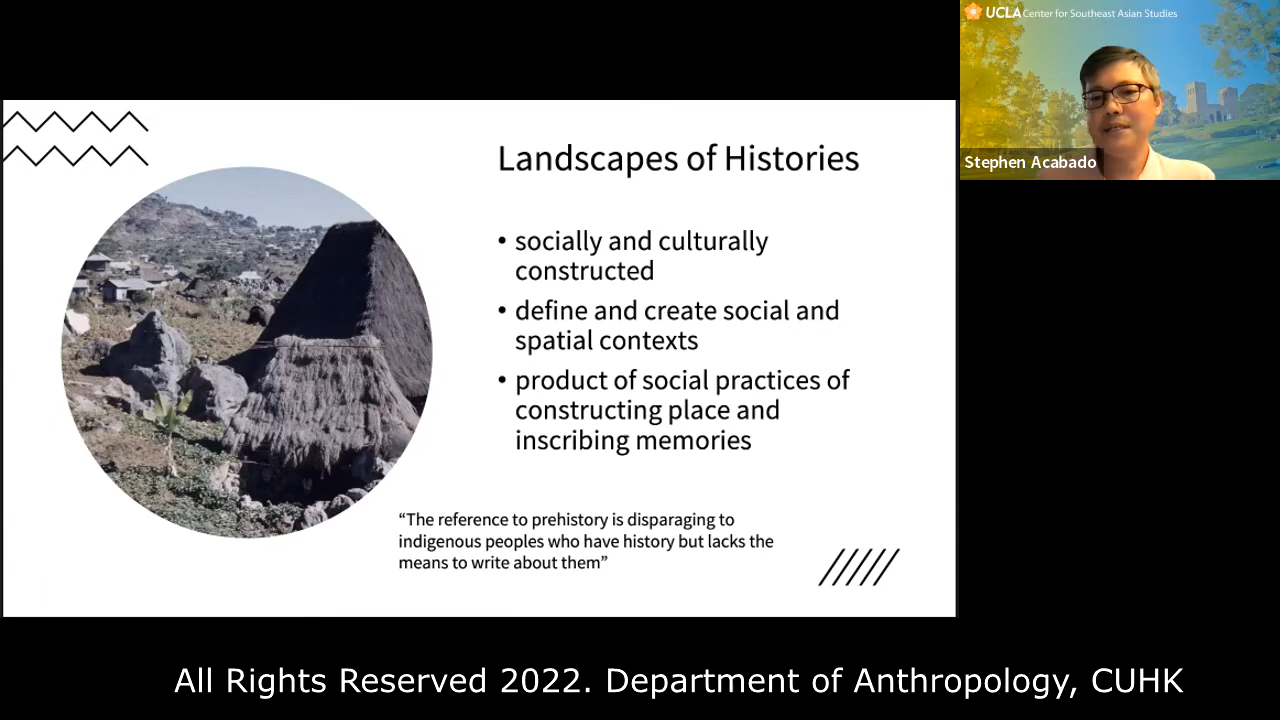 UCLA Center for Southeast Asian Studies
Stephen Acabado
Landscapes of Histories
• socially and culturally
constructed
• define and create social and
spatial contexts
• product of social practices of
constructing place and
inscribing memories
“The reference to prehistory is disparaging to
indigenous peoples who have history but lacks the
means to write about them”
All Rights Reserved 2022. Department of Anthropology, CUHK